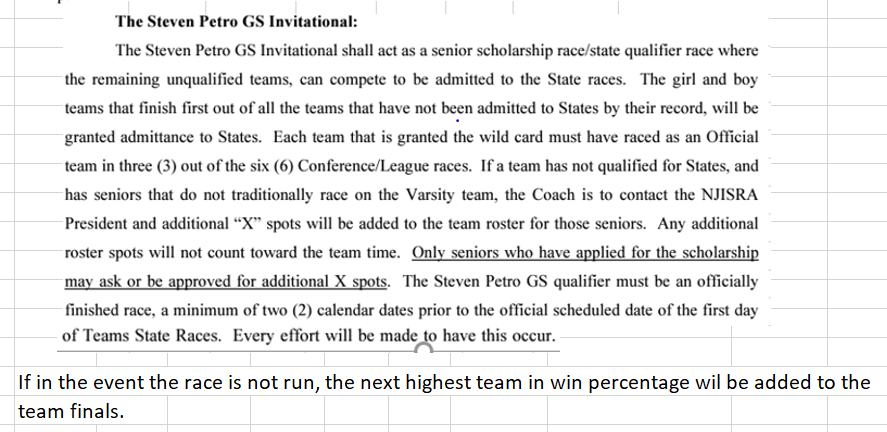 The Steven Petro GS Invitational:
The Steven Petro GS Invitational shall act as a senior scholarship race/state qualifier race where
the remaining unqualified teams, can compete to be admitted to the State races. The girl and boy
teams that finish first out of all the teams that have not been admitted to States by their record, will be
granted admittance to States. Each team that is granted the wild card must have raced as an Official
team in three (3) out of the six (6) Conference/League races. If a team has not qualified for States, and
has seniors that do not traditionally race on the Varsity team, the Coach is to contact the NJISRA
President and additional “X” spots will be added to the team roster for those seniors. Any additional
roster spots will not count toward the team time. Only seniors who have applied for the scholarship
may ask or be approved for additional X spots. The Steven Petro GS qualifier must be an officially
finished race, a minimum of two (2) calendar dates prior to the official scheduled date of the first day
of Teams State Races. Every effort will be made to have this occur.
If in the event the race is not run, the next highest team in win percentage wil be added to the
team finals.